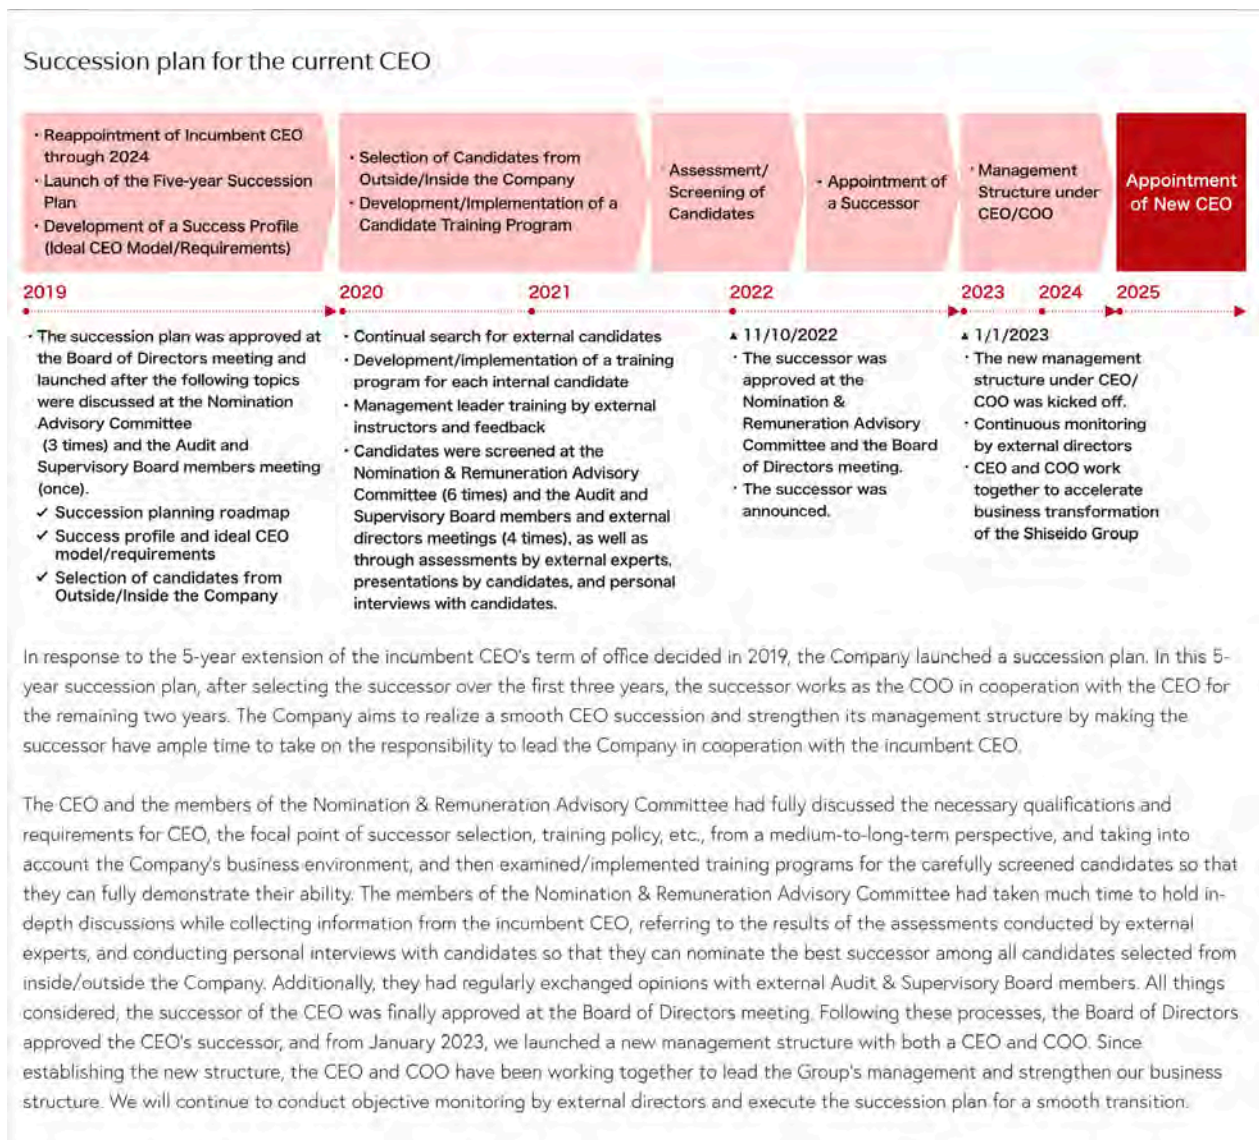 Succession plan for the current CEO
・Reappointment of Incumbent CEO
through 2024
・Launch of the Five-year Succession
Plan
・Development of a Success Profile
(Ideal CEO Model/Requirements)
・Selection of Candidates from
Outside/Inside the Company
・Development/Implementation of a
Candidate Training Program
・Assessment/
Screening of
Candidates
・Appointment of
a Successor
・Management
Structure under
CEO/COO
Appointment
of New CEO
2019
2020
2021
2022
2023
2024
2025
・The succession plan was approved at
the Board of Directors meeting and
launched after the following topics
were discussed at the Nomination
Advisory Committee
(3 times) and the Audit and
Supervisory Board members meeting
(once).
✓ Succession planning roadmap
✓ Success profile and ideal CEO
model/requirements
✓ Selection of candidates from
Outside/Inside the Company
・Continual search for external candidates
・Development/implementation of a training
program for each internal candidate
・Management leader training by external
instructors and feedback
・Candidates were screened at the
Nomination & Remuneration Advisory
Committee (6 times) and the Audit and
Supervisory Board members and external
directors meetings (4 times), as well as
through assessments by external experts,
presentations by candidates, and personal
interviews with candidates.
▲ 11/10/2022
・The successor was
approved at the
Nomination &
Remuneration Advisory
Committee and the Board
of Directors meeting.
・The successor was
announced.
▲ 1/1/2023
・The new management
structure under CEO/
COO was kicked off.
・Continuous monitoring
by external directors
・CEO and COO work
together to accelerate
business transformation
of the Shiseido Group
In response to the 5-year extension of the incumbent CEO's term of office decided in 2019, the Company launched a succession plan. In this 5-
year succession plan, after selecting the successor over the first three years, the successor works as the COO in cooperation with the CEO for
the remaining two years. The Company aims to realize a smooth CEO succession and strengthen its management structure by making the
successor have ample time to take on the responsibility to lead the Company in cooperation with the incumbent CEO.
The CEO and the members of the Nomination & Remuneration Advisory Committee had fully discussed the necessary qualifications and
requirements for CEO, the focal point of successor selection, training policy, etc., from a medium-to-long-term perspective, and taking into
account the Company's business environment, and then examined/implemented training programs for the carefully screened candidates so that
they can fully demonstrate their ability. The members of the Nomination & Remuneration Advisory Committee had taken much time to hold in-
depth discussions while collecting information from the incumbent CEO, referring to the results of the assessments conducted by external
experts, and conducting personal interviews with candidates so that they can nominate the best successor among all candidates selected from
inside/outside the Company. Additionally, they had regularly exchanged opinions with external Audit & Supervisory Board members. All things
considered, the successor of the CEO was finally approved at the Board of Directors meeting. Following these processes, the Board of Directors
approved the CEO's successor, and from January 2023, we launched a new management structure with both a CEO and COO. Since
establishing the new structure, the CEO and COO have been working together to lead the Group's management and strengthen our business
structure. We will continue to conduct objective monitoring by external directors and execute the succession plan for a smooth transition.